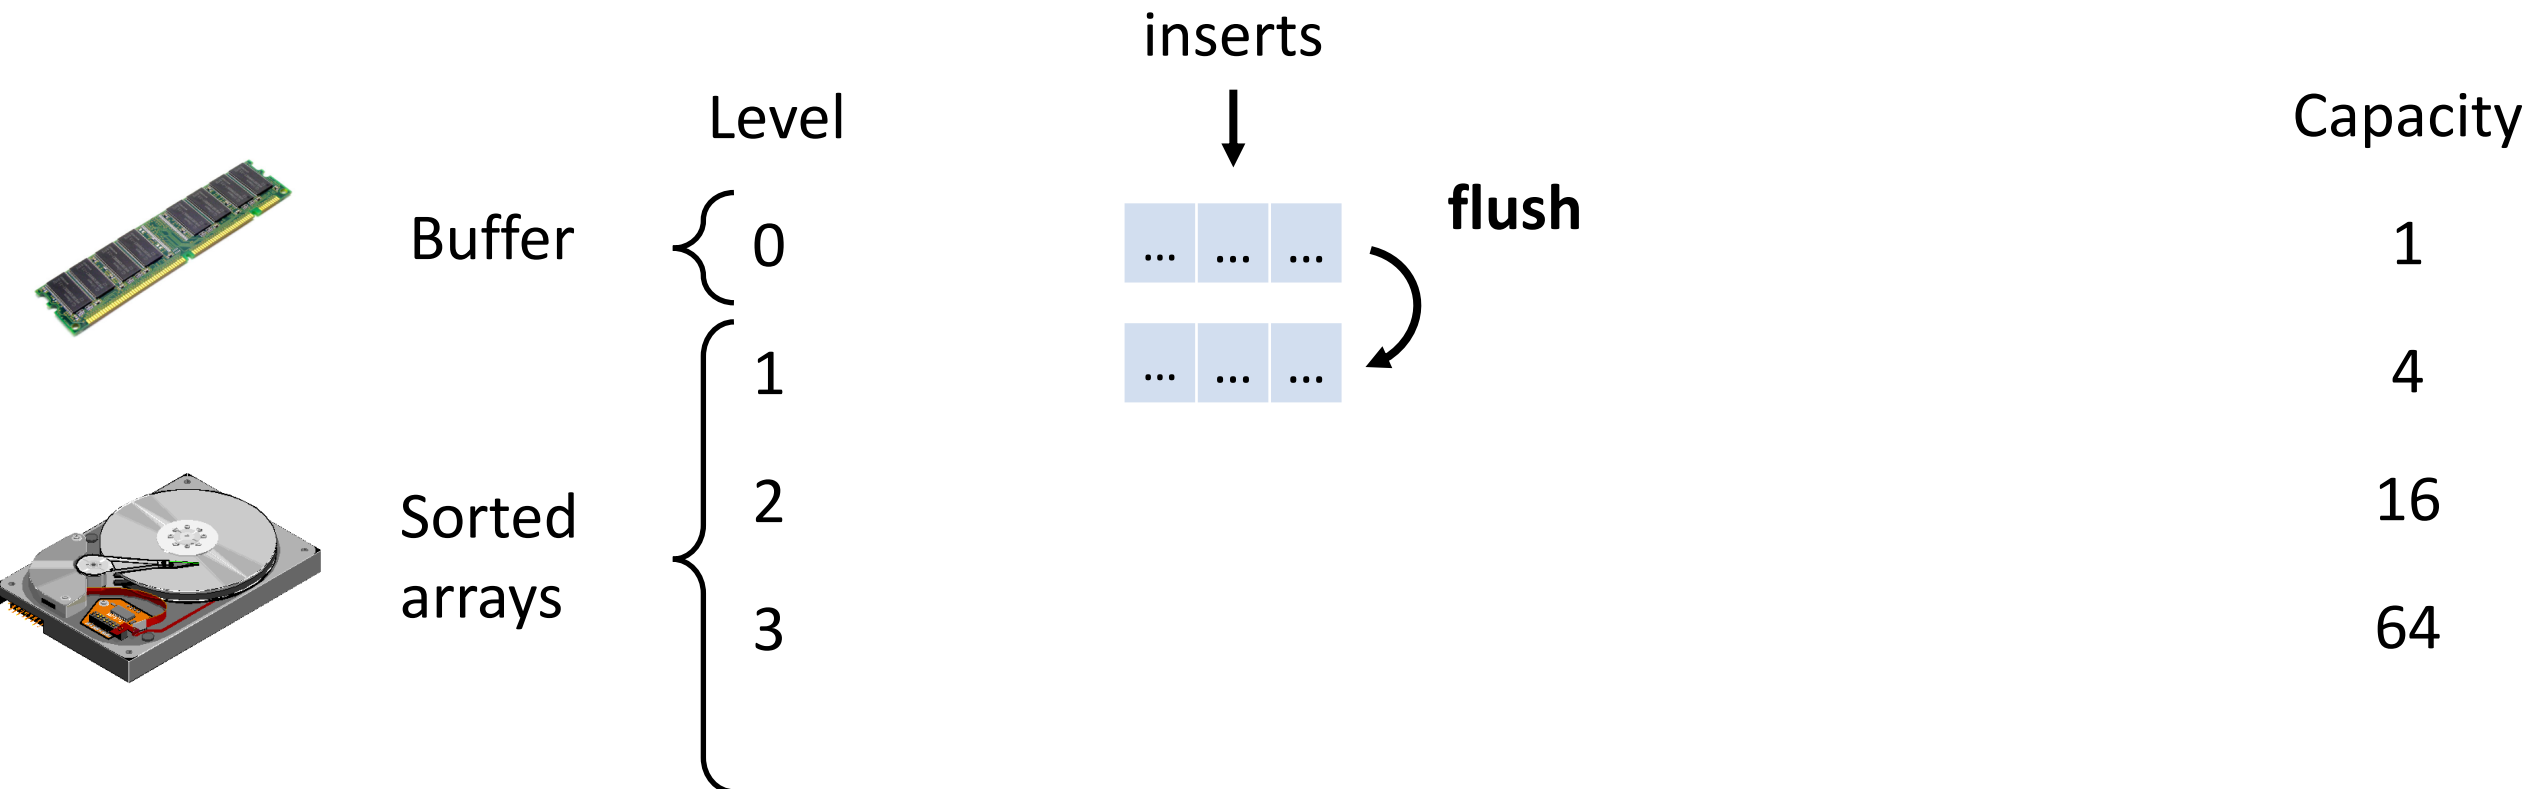 inserts
Level
Capacity
Buffer
0
... ... ...
flush
1
1
... ... ...
4
Sorted
arrays
2
16
3
64